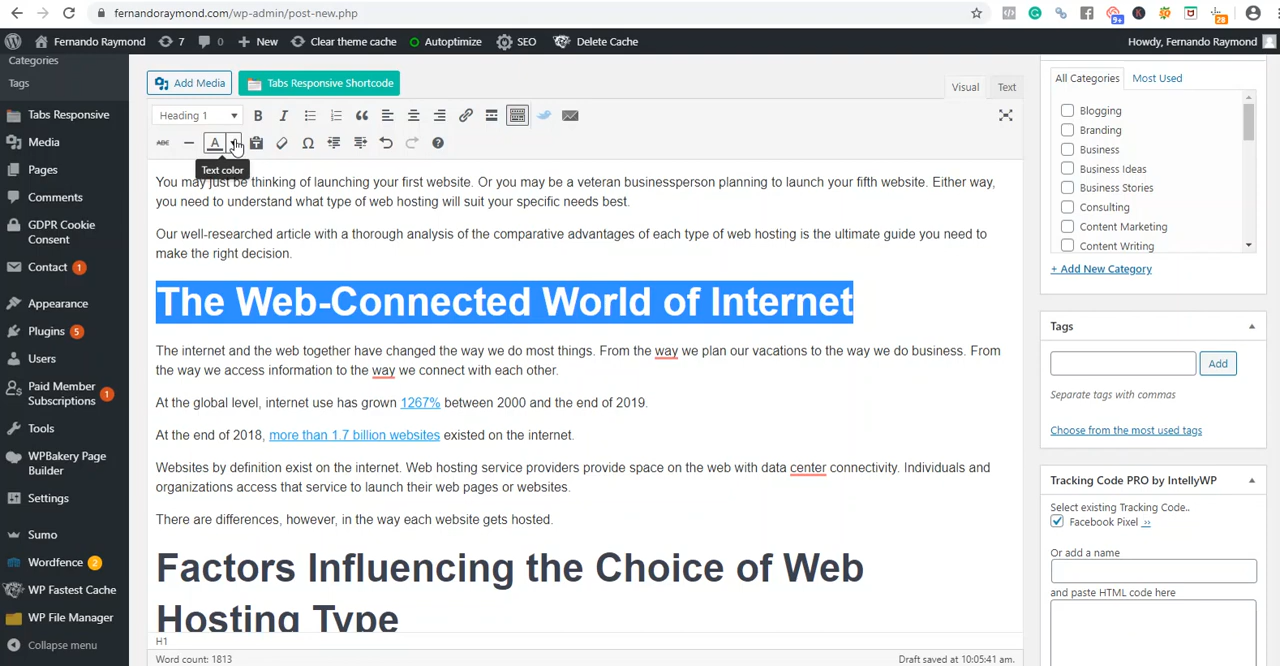 fernandoraymond.com/wp-admin/post-new.php
9+
28
Fernando Raymond
7
0
New
Clear theme cache
Autoptimize
SEO
Delete Cache
Howdy, Fernando Raymond
Categories
Tags
Tabs Responsive
Media
Pages
Comments
GDPR Cookie
Consent
Contact 1
Appearance
Plugins 5
Users
Paid Member
Subscriptions 1
Tools
WPBakery Page
Builder
Settings
Sumo
Wordfence 2
WP Fastest Cache
WP File Manager
Collapse menu
Add Media
Tabs Responsive Shortcode
Visual
Text
Heading 1
B
I
ABC
A
Ω
Text color
You may just be thinking of launching your first website. Or you may be a veteran businessperson planning to launch your fifth website. Either way,
you need to understand what type of web hosting will suit your specific needs best.
Our well-researched article with a thorough analysis of the comparative advantages of each type of web hosting is the ultimate guide you need to
make the right decision.
The Web-Connected World of Internet
The internet and the web together have changed the way we do most things. From the way we plan our vacations to the way we do business. From
the way we access information to the way we connect with each other.
At the global level, internet use has grown 1267% between 2000 and the end of 2019.
At the end of 2018, more than 1.7 billion websites existed on the internet.
Websites by definition exist on the internet. Web hosting service providers provide space on the web with data center connectivity. Individuals and
organizations access that service to launch their web pages or websites.
There are differences, however, in the way each website gets hosted.
Factors Influencing the Choice of Web
Hosting Type
H1
Word count: 1813
Draft saved at 10:05:41 am.
All Categories
Most Used
Blogging
Branding
Business
Business Ideas
Business Stories
Consulting
Content Marketing
Content Writing
+ Add New Category
Tags
Add
Separate tags with commas
Choose from the most used tags
Tracking Code PRO by IntellyWP
Select existing Tracking Code..
Facebook Pixel ››
Or add a name
and paste HTML code here